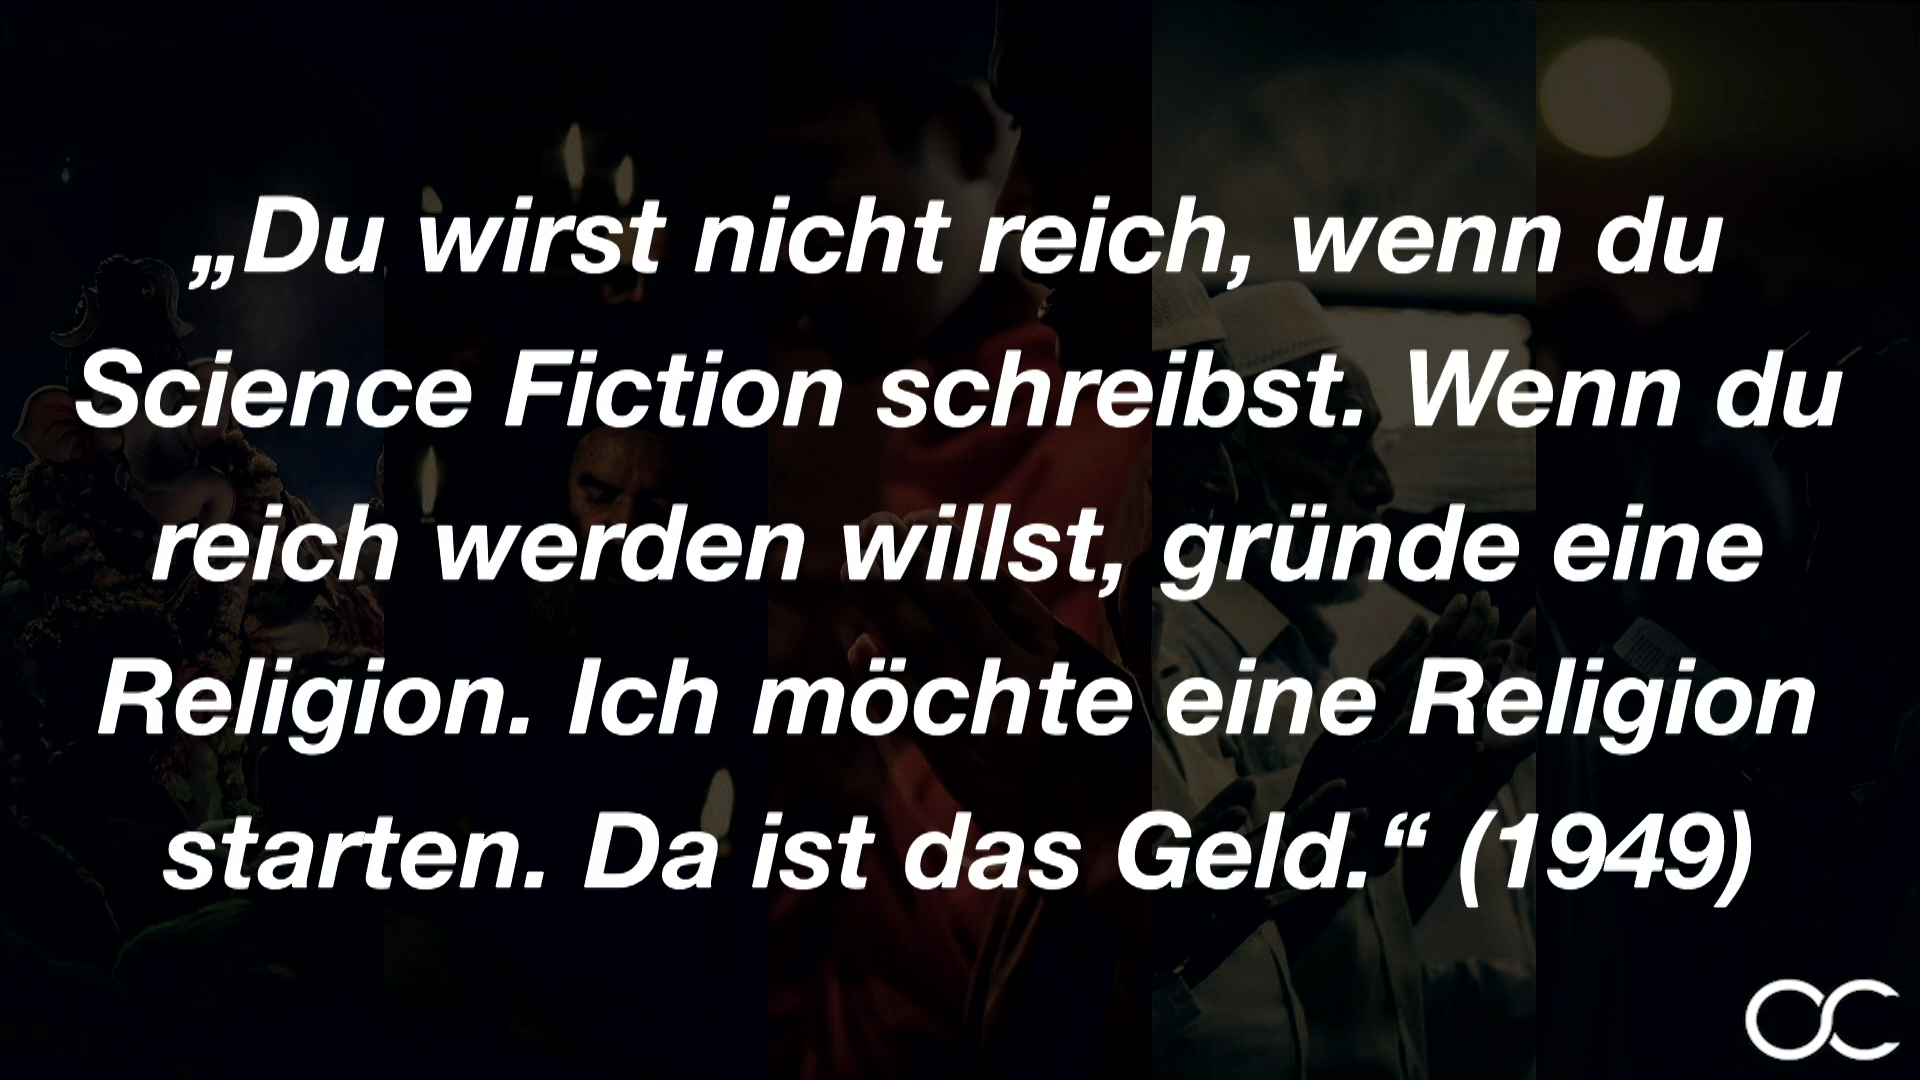 „Du wirst nicht reich, wenn du
Science Fiction schreibst. Wenn du
reich werden willst, gründe eine
Religion. Ich möchte eine Religion
starten. Da ist das Geld.“ (1949)
OC